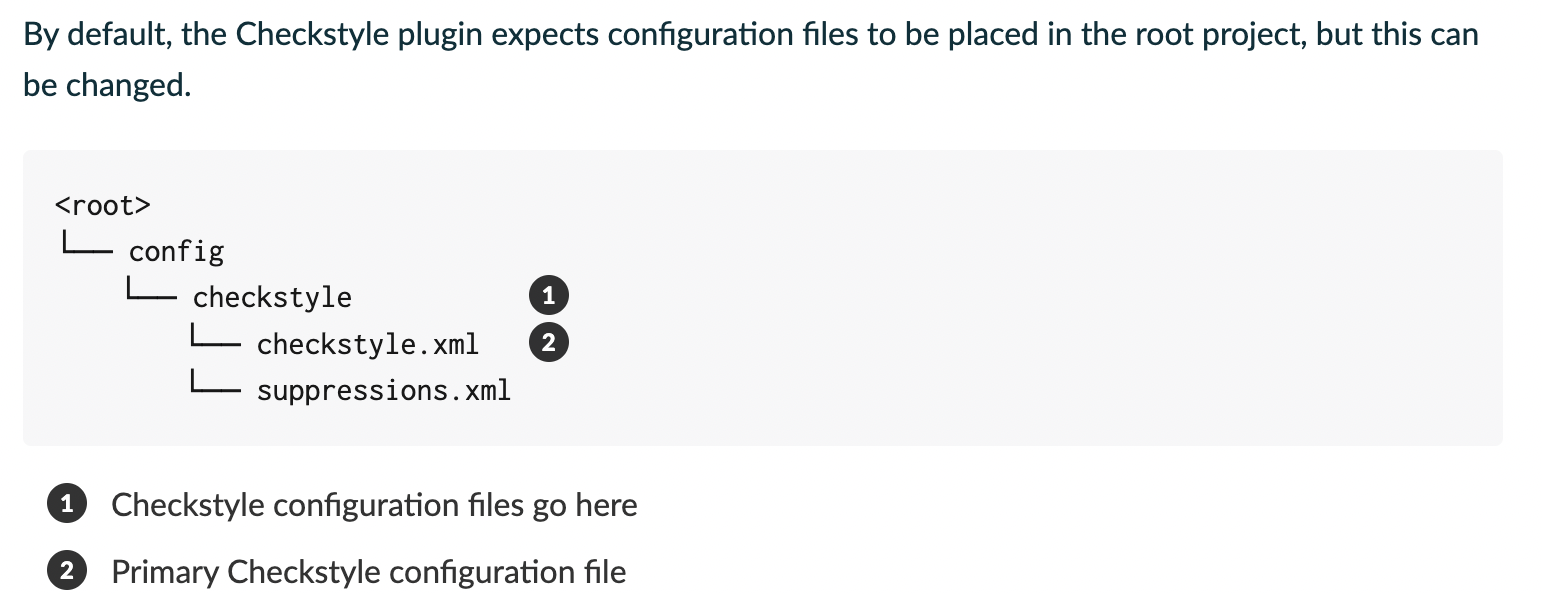 By default, the Checkstyle plugin expects configuration files to be placed in the root project, but this can
be changed.
<root>
└── config
    └── checkstyle           1
        └── checkstyle.xml   2
        └── suppressions.xml
1 Checkstyle configuration files go here
2 Primary Checkstyle configuration file